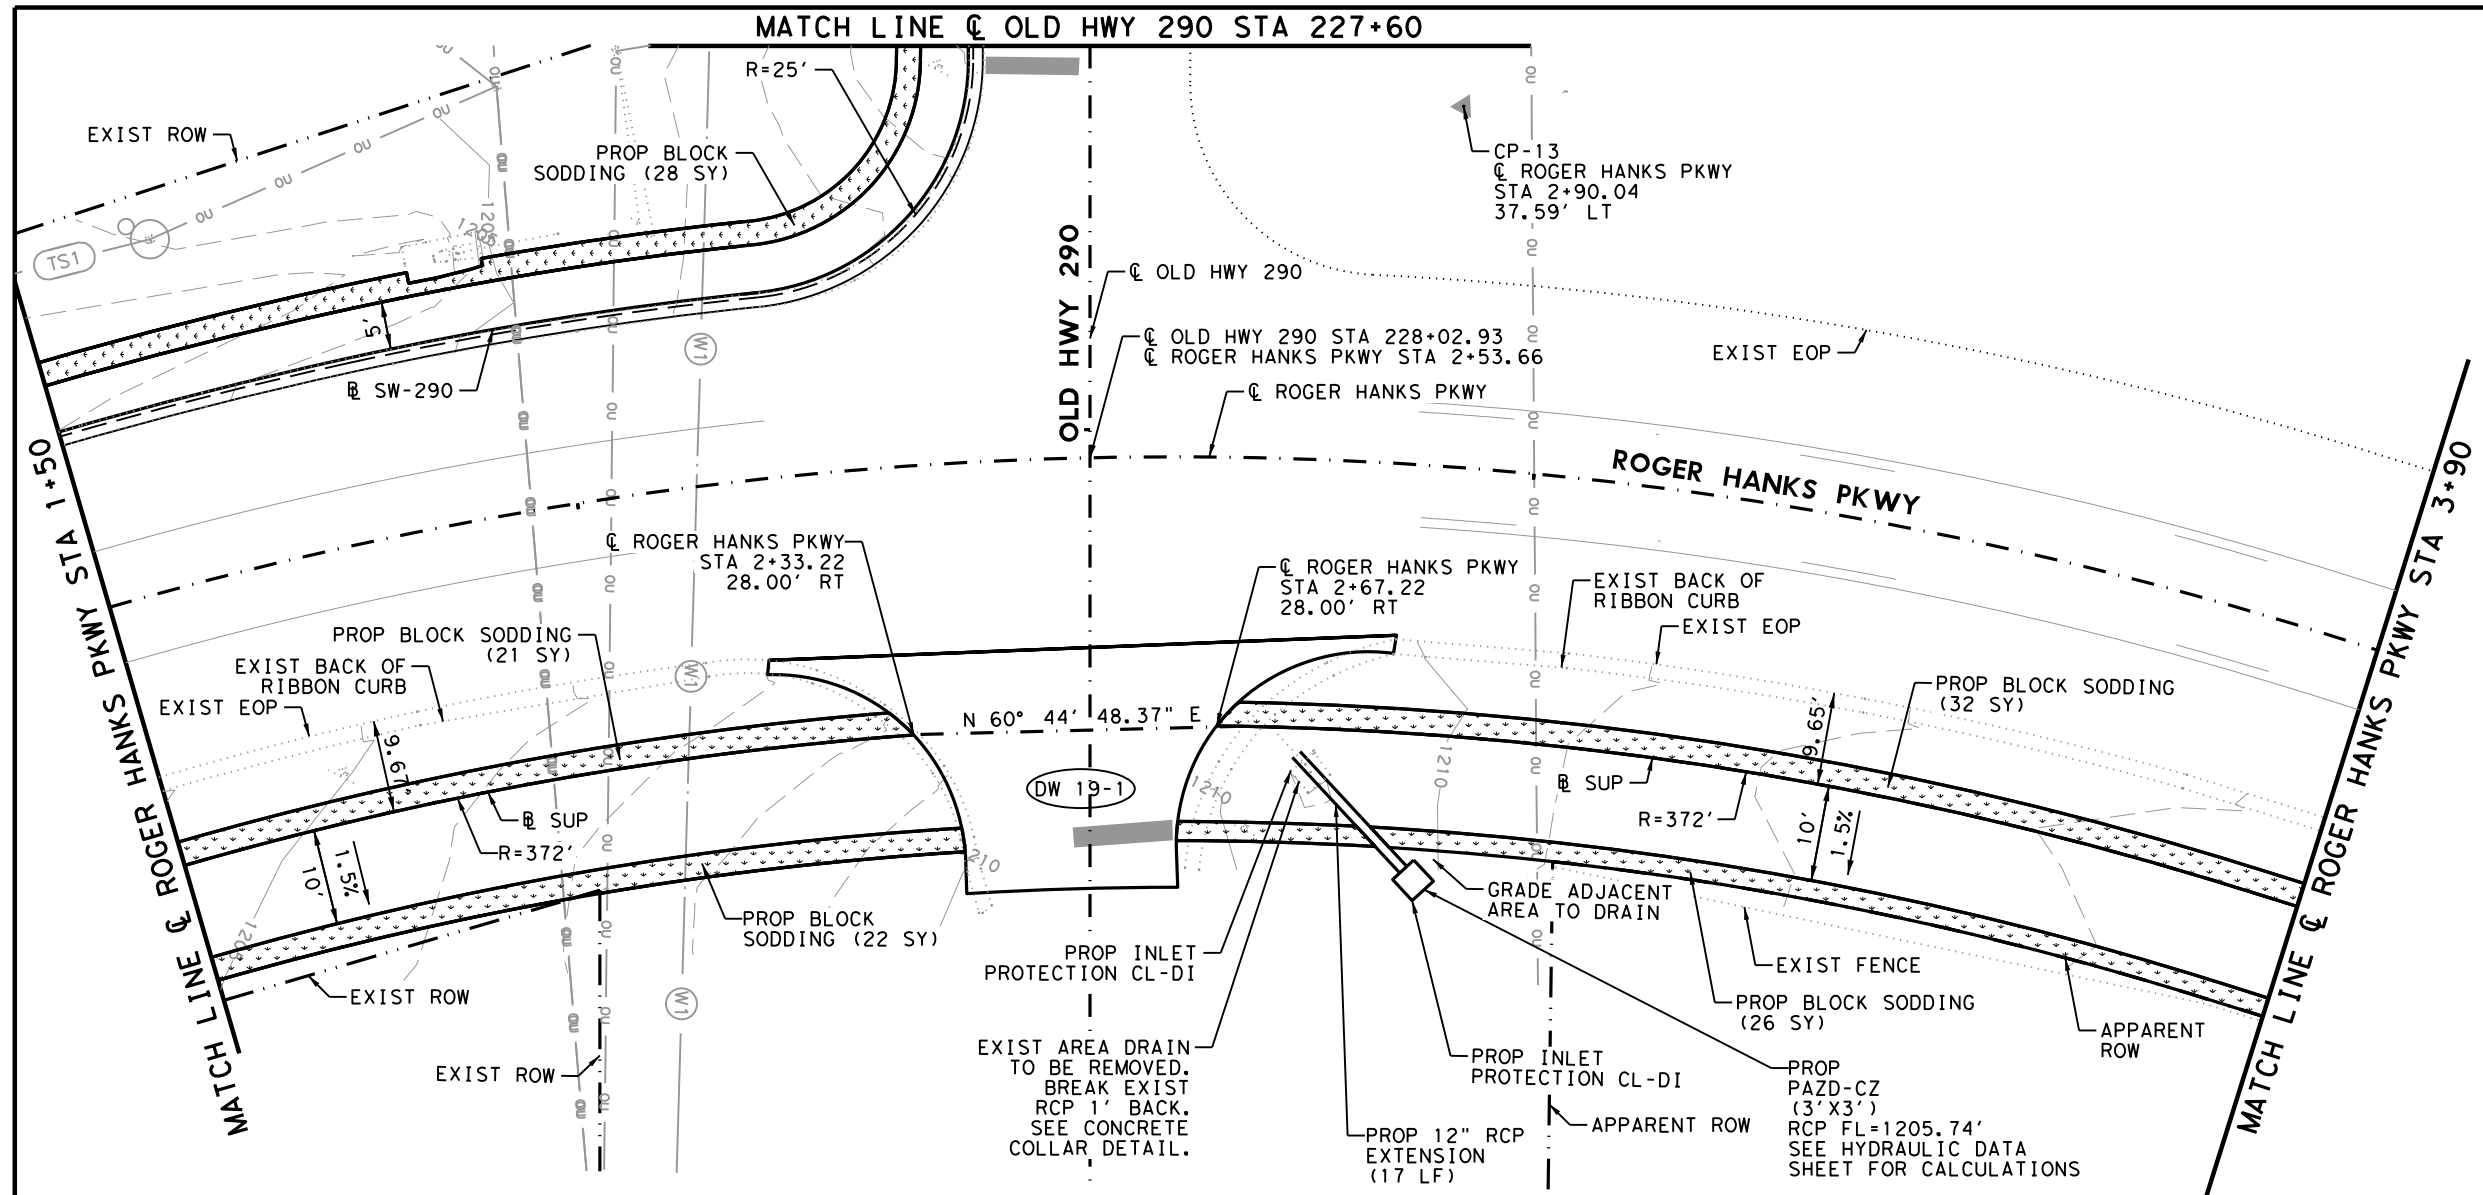 MATCH LINE ℄ OLD HWY 290 STA 227+60
R=25'
EXIST ROW
PROP BLOCK
SODDING (28 SY)
CP-13
℄ ROGER HANKS PKWY
STA 2+90.04
37.59' LT
TS1
1205
1205
OLD HWY 290
℄ OLD HWY 290
5'
℄ OLD HWY 290 STA 228+02.93
℄ ROGER HANKS PKWY STA 2+53.66
W1
EXIST EOP
B SW-290
℄ ROGER HANKS PKWY
ROGER HANKS PKWY
MATCH LINE ℄ ROGER HANKS PKWY STA 1+50
MATCH LINE ℄ ROGER HANKS PKWY STA 3+90
℄ ROGER HANKS PKWY
STA 2+33.22
28.00' RT
℄ ROGER HANKS PKWY
STA 2+67.22
28.00' RT
EXIST BACK OF
RIBBON CURB
EXIST EOP
PROP BLOCK SODDING
(21 SY)
EXIST BACK OF
RIBBON CURB
EXIST EOP
W1
PROP BLOCK SODDING
(32 SY)
9.67'
N 60° 44' 48.37" E
9.65'
1210
1210
DW 19-1
B SUP
B SUP
R=372'
R=372'
10'
1.5%
10'
1.5%
210
GRADE ADJACENT
AREA TO DRAIN
PROP BLOCK
SODDING (22 SY)
PROP INLET
PROTECTION CL-DI
EXIST FENCE
EXIST ROW
W1
PROP BLOCK SODDING
(26 SY)
APPARENT
ROW
EXIST AREA DRAIN
TO BE REMOVED.
BREAK EXIST
RCP 1' BACK.
SEE CONCRETE
COLLAR DETAIL.
EXIST ROW
PROP INLET
PROTECTION CL-DI
PROP
PAZD-CZ
(3'X3')
RCP FL=1205.74'
SEE HYDRAULIC DATA
SHEET FOR CALCULATIONS
APPARENT ROW
PROP 12" RCP
EXTENSION
(17 LF)